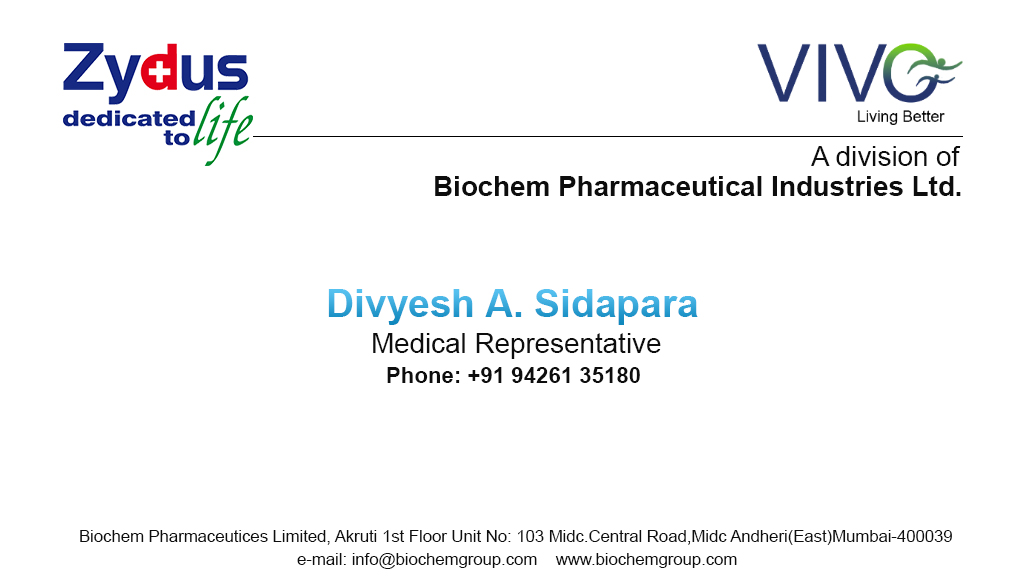 Zydus
dedicated
to life
VIVO
Living Better
A division of
Biochem Pharmaceutical Industries Ltd.
Divyesh A. Sidapara
Medical Representative
Phone: +91 94261 35180
Biochem Pharmaceutices Limited, Akruti 1st Floor Unit No: 103 Midc.Central Road,Midc Andheri(East)Mumbai-400039
e-mail: info@biochemgroup.com www.biochemgroup.com